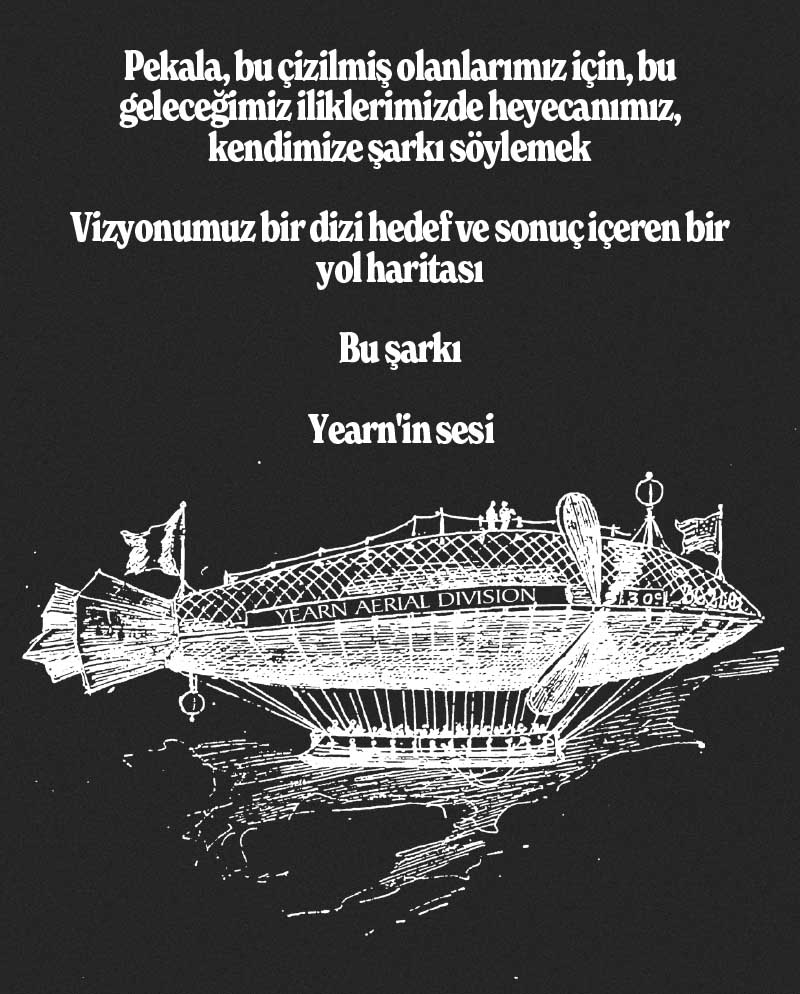 Pekala, bu çizilmiş olanlarımız için, bu
geleceğimiz iliklerimizde heyecanımız,
kendimize şarkı söylemek
Vizyonumuz bir dizi hedef ve sonuç içeren bir
yol haritası
Bu şarkı
Yearn'in sesi
YEARN AERIAL DIVISION